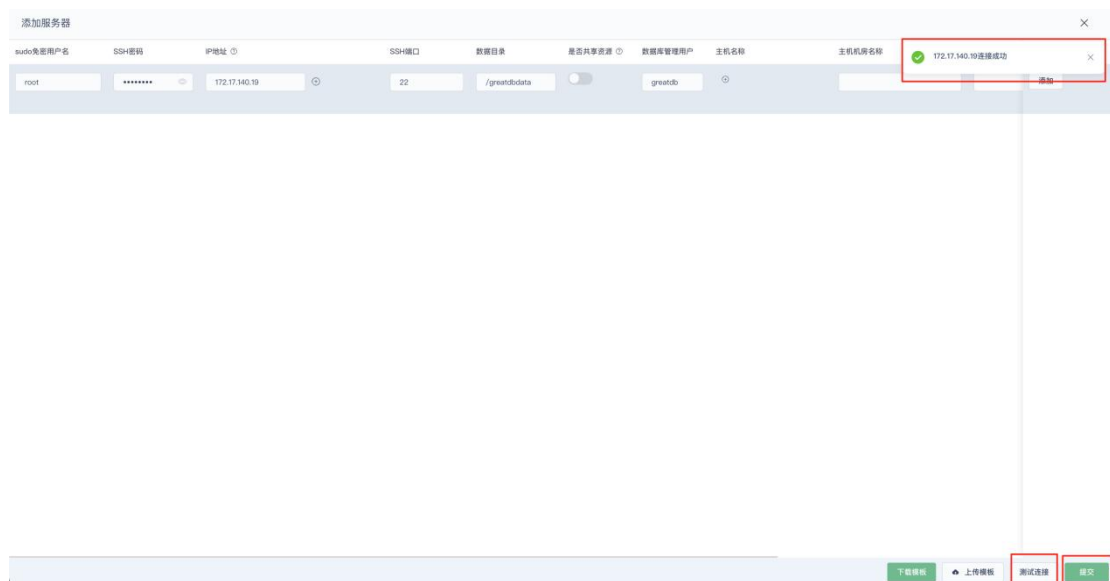 添加服务器
sudo免密用户名 SSH密码 IP地址 SSH端口 数据目录 是否共享资源 数据库管理用户 主机名称 主机机房名称
172.17.140.19连接成功
root ******** 172.17.140.19 22 /greatdbdata greatdb 添加
下载模板 上传模板 测试连接 提交